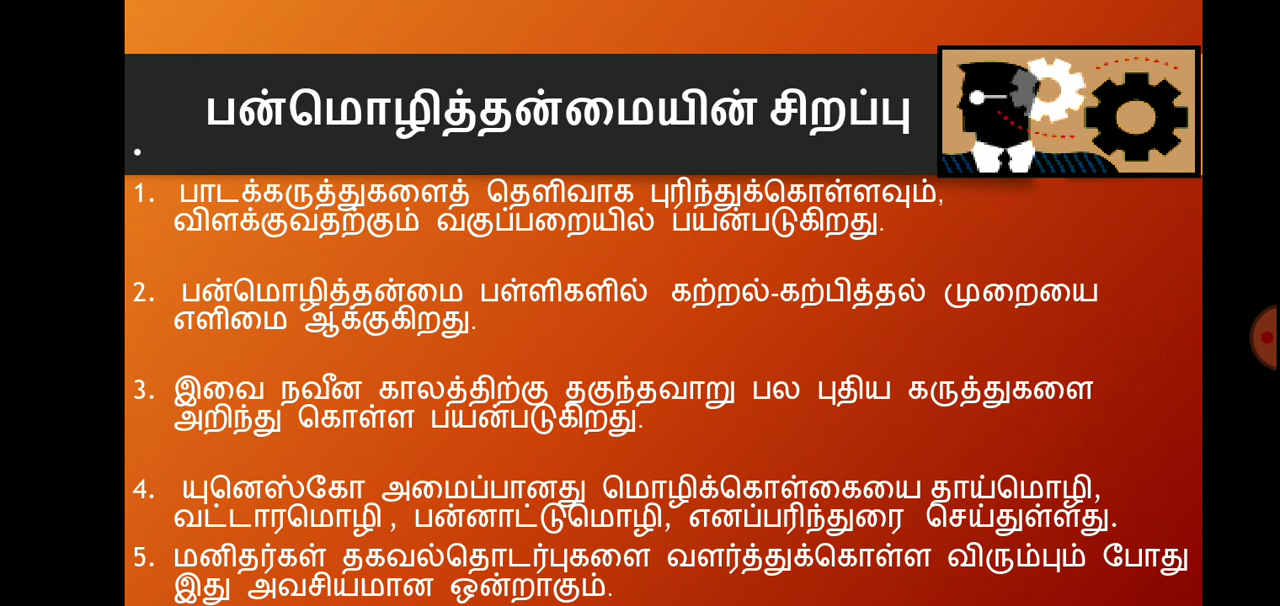 பன்மொழித்தன்மையின் சிறப்பு
•
1. பாடக்கருத்துகளைத் தெளிவாக புரிந்துக்கொள்ளவும்,
விளக்குவதற்கும் வகுப்பறையில் பயன்படுகிறது.
2. பன்மொழித்தன்மை பள்ளிகளில் கற்றல்-கற்பித்தல் முறையை
எளிமை ஆக்குகிறது.
3. இவை நவீன காலத்திற்கு தகுந்தவாறு பல புதிய கருத்துகளை
அறிந்து கொள்ள பயன்படுகிறது.
4. யுனெஸ்கோ அமைப்பானது மொழிக்கொள்கையை தாய்மொழி,
வட்டாரமொழி , பன்னாட்டுமொழி, எனப்பரிந்துரை செய்துள்ளது.
5. மனிதர்கள் தகவல்தொடர்புகளை வளர்த்துக்கொள்ள விரும்பும் போது
இது அவசியமான ஒன்றாகும்.